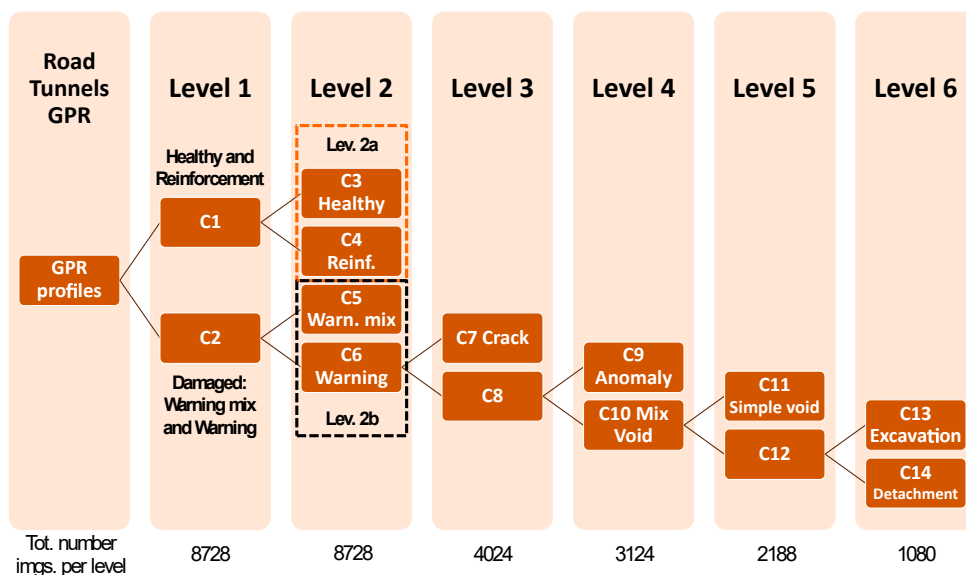 Road
Tunnels
GPR
GPR
profiles
Tot. number
imgs. per level
Level 1
Healthy and
Reinforcement
C1
C2
Damaged:
Warning mix
and Warning
8728
Level 2
Lev. 2a
C3
Healthy
C4
Reinf.
C5
Warn. mix
C6
Warning
Lev. 2b
8728
Level 3
C7 Crack
C8
4024
Level 4
C9
Anomaly
C10 Mix
Void
3124
Level 5
C11
Simple void
C12
2188
Level 6
C13
Excavation
C14
Detachment
1080